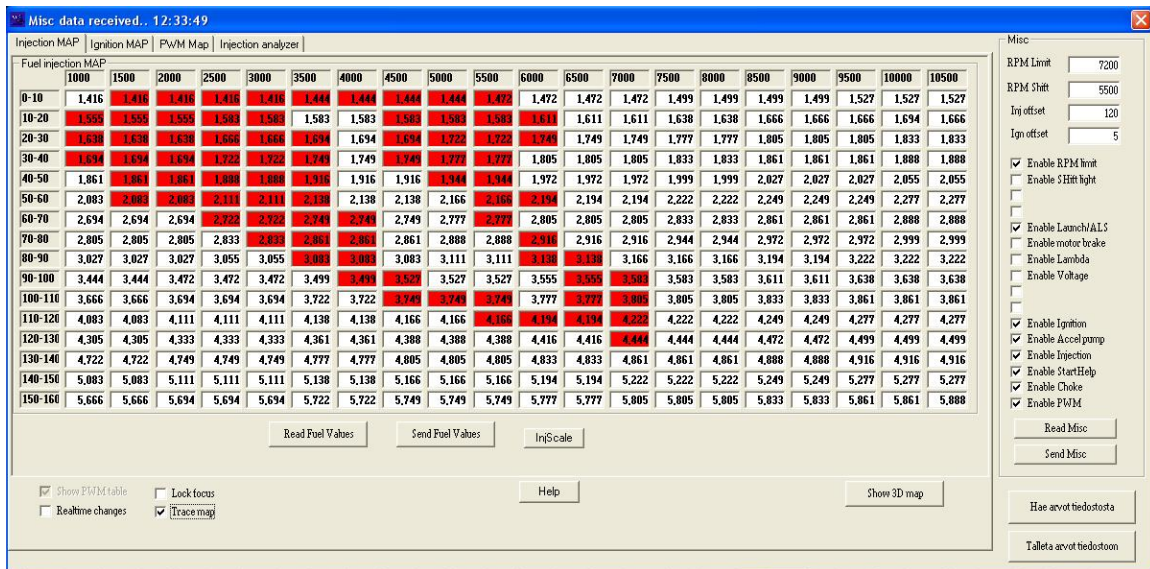 Misc data received.. 12:33:49
Injection MAP Ignition MAP PWM Map Injection analyzer
Fuel injection MAP
1000 1500 2000 2500 3000 3500 4000 4500 5000 5500 6000 6500 7000 7500 8000 8500 9000 9500 10000 10500
0-10 1,416 1,416 1,416 1,416 1,416 1,444 1,444 1,444 1,444 1,472 1,472 1,472 1,472 1,499 1,499 1,499 1,499 1,527 1,527 1,527
10-20 1,555 1,555 1,555 1,583 1,583 1,583 1,583 1,583 1,583 1,583 1,611 1,611 1,611 1,638 1,638 1,666 1,666 1,666 1,694 1,666
20-30 1,638 1,638 1,638 1,666 1,666 1,694 1,694 1,694 1,722 1,722 1,749 1,749 1,749 1,777 1,777 1,805 1,805 1,805 1,833 1,833
30-40 1,694 1,694 1,694 1,722 1,722 1,749 1,749 1,749 1,777 1,777 1,805 1,805 1,805 1,833 1,833 1,861 1,861 1,861 1,888 1,888
40-50 1,861 1,861 1,861 1,888 1,888 1,916 1,916 1,916 1,944 1,944 1,972 1,972 1,972 1,999 1,999 2,027 2,027 2,027 2,055 2,055
50-60 2,083 2,083 2,083 2,111 2,111 2,138 2,138 2,138 2,166 2,166 2,194 2,194 2,194 2,222 2,222 2,249 2,249 2,249 2,277 2,277
60-70 2,694 2,694 2,694 2,722 2,722 2,749 2,749 2,749 2,777 2,777 2,805 2,805 2,805 2,833 2,833 2,861 2,861 2,861 2,888 2,888
70-80 2,805 2,805 2,805 2,833 2,833 2,861 2,861 2,861 2,888 2,888 2,916 2,916 2,916 2,944 2,944 2,972 2,972 2,972 2,999 2,999
80-90 3,027 3,027 3,027 3,055 3,055 3,083 3,083 3,083 3,111 3,111 3,138 3,138 3,166 3,166 3,166 3,194 3,194 3,222 3,222 3,222
90-100 3,444 3,444 3,472 3,472 3,472 3,499 3,499 3,527 3,527 3,527 3,555 3,555 3,583 3,583 3,583 3,611 3,611 3,638 3,638 3,638
100-110 3,666 3,666 3,694 3,694 3,694 3,722 3,722 3,749 3,749 3,749 3,777 3,777 3,805 3,805 3,805 3,833 3,833 3,861 3,861 3,861
110-120 4,083 4,083 4,111 4,111 4,111 4,138 4,138 4,166 4,166 4,166 4,194 4,194 4,222 4,222 4,222 4,249 4,249 4,277 4,277 4,277
120-130 4,305 4,305 4,333 4,333 4,333 4,361 4,361 4,388 4,388 4,388 4,416 4,416 4,444 4,444 4,444 4,472 4,472 4,499 4,499 4,499
130-140 4,722 4,722 4,749 4,749 4,749 4,777 4,777 4,805 4,805 4,805 4,833 4,833 4,861 4,861 4,861 4,888 4,888 4,916 4,916 4,916
140-150 5,083 5,083 5,111 5,111 5,111 5,138 5,138 5,166 5,166 5,166 5,194 5,194 5,222 5,222 5,222 5,249 5,249 5,277 5,277 5,277
150-160 5,666 5,666 5,694 5,694 5,694 5,722 5,722 5,749 5,749 5,749 5,777 5,777 5,805 5,805 5,805 5,833 5,833 5,861 5,861 5,888
Read Fuel Values Send Fuel Values InjScale
Show PWM table Lock focus Help Show 3D map
Realtime changes Trace map
Misc
RPM Limit 7200
RPM Shift 5500
Inj offset 120
Ign offset 5
Enable RPM limit
Enable SHitt light
Enable Launch/ALS
Enable motor brake
Enable Lambda
Enable Voltage
Enable Ignition
Enable Accel pump
Enable Injection
Enable StartHelp
Enable Choke
Enable PWM
Read Misc
Send Misc
Hae arvot tiedostosta
Talleta arvot tiedostoon